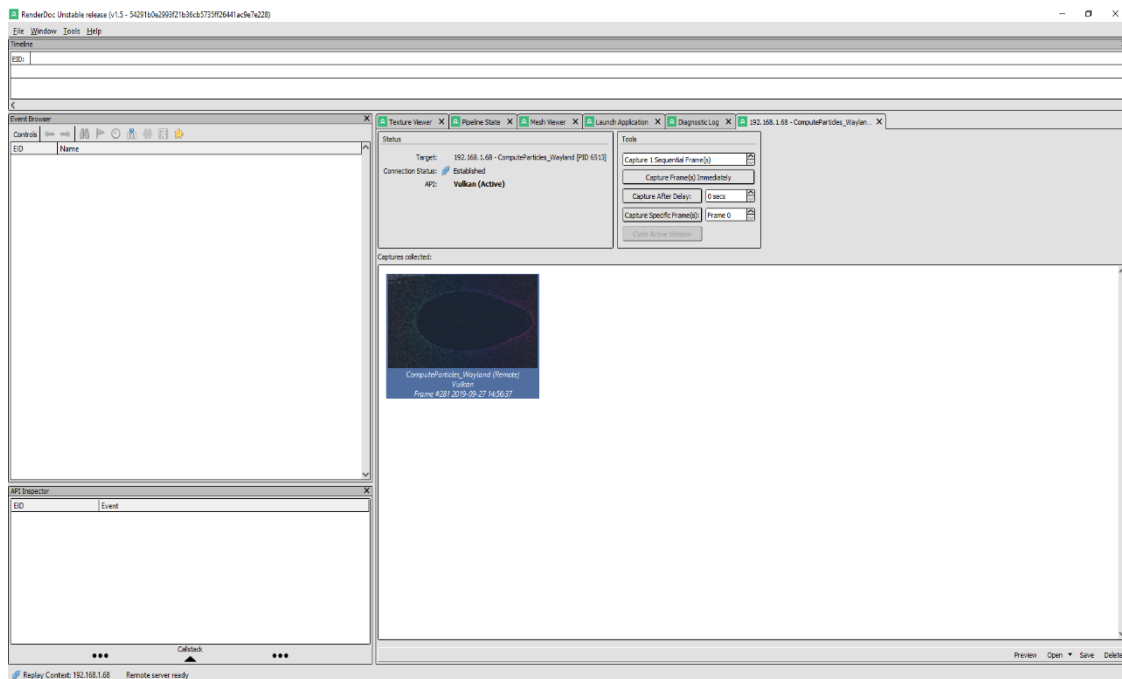 RenderDoc Unstable release (v1.5 - 54291b0e2993f21b36cb5735ff26441ac9e7e228)
File Window Tools Help
Timeline
EID:
Event Browser
Controls
EID Name
API Inspector
EID Event
Callstack
Texture Viewer
Pipeline State
Mesh Viewer
Launch Application
Diagnostic Log
192.168.1.68 - ComputeParticles_Waylan...
Status
Target: 192.168.1.68 - ComputeParticles_Wayland [PID 6513]
Connection Status: Established
API: Vulkan (Active)
Tools
Capture 1 Sequential Frame(s)
Capture Frame(s) Immediately
Capture After Delay: 0 secs
Capture Specific Frame(s): Frame 0
Cycle Active Window
Captures collected:
ComputeParticles_Wayland (Remote)
Vulkan
Frame #281 2019-09-27 14:56:37
Preview Open Save Delete
Replay Context: 192.168.1.68 Remote server ready